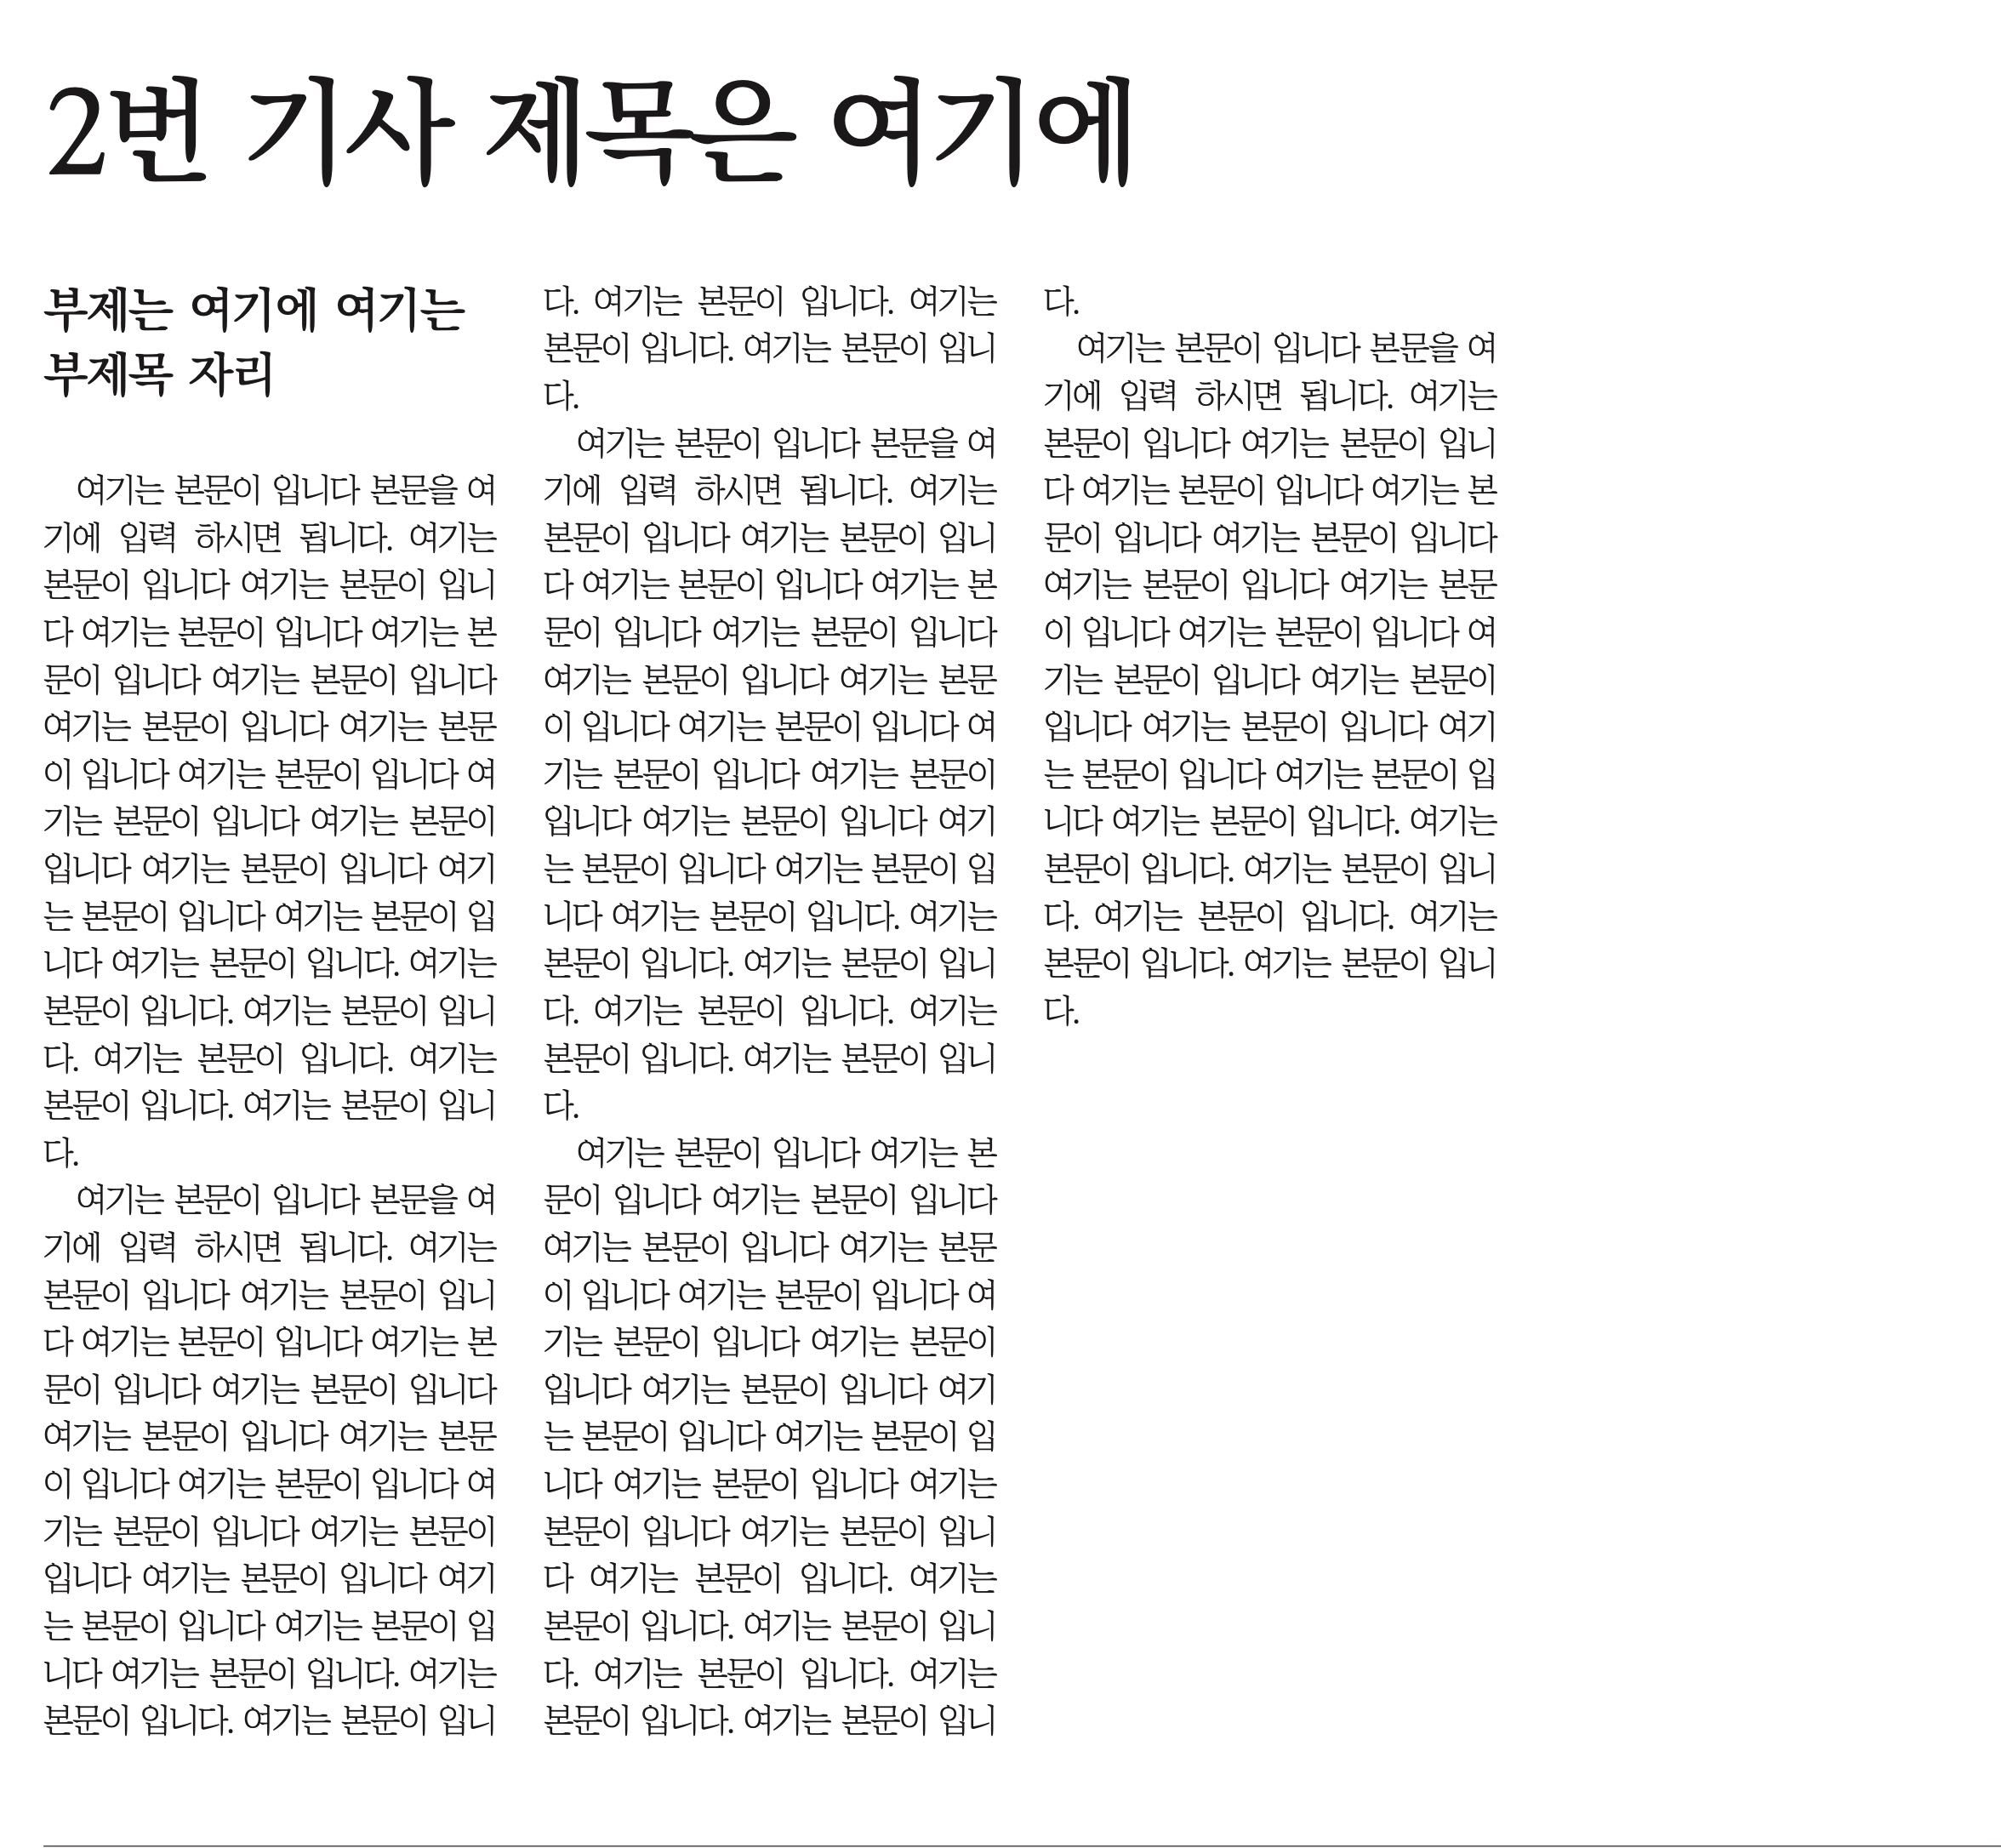 2번 기사 제목은 여기에
부제는 여기에 여기는
부제목 자리
여기는 본문이 입니다 본문을 여
기에 입력 하시면 됩니다. 여기는
본문이 입니다 여기는 본문이 입니
다 여기는 본문이 입니다 여기는 본
문이 입니다 여기는 본문이 입니다
여기는 본문이 입니다 여기는 본문
이 입니다 여기는 본문이 입니다 여
기는 본문이 입니다 여기는 본문이
입니다 여기는 본문이 입니다 여기
는 본문이 입니다 여기는 본문이 입
니다 여기는 본문이 입니다. 여기는
본문이 입니다. 여기는 본문이 입니
다. 여기는 본문이 입니다. 여기는
본문이 입니다. 여기는 본문이 입니
다.
여기는 본문이 입니다 본문을 여
기에 입력 하시면 됩니다. 여기는
본문이 입니다 여기는 본문이 입니
다 여기는 본문이 입니다 여기는 본
문이 입니다 여기는 본문이 입니다
여기는 본문이 입니다 여기는 본문
이 입니다 여기는 본문이 입니다 여
기는 본문이 입니다 여기는 본문이
입니다 여기는 본문이 입니다 여기
는 본문이 입니다 여기는 본문이 입
니다 여기는 본문이 입니다. 여기는
본문이 입니다. 여기는 본문이 입니
다. 여기는 본문이 입니다. 여기는
본문이 입니다. 여기는 본문이 입니
다.
여기는 본문이 입니다 본문을 여
기에 입력 하시면 됩니다. 여기는
본문이 입니다 여기는 본문이 입니
다 여기는 본문이 입니다 여기는 본
문이 입니다 여기는 본문이 입니다
여기는 본문이 입니다 여기는 본문
이 입니다 여기는 본문이 입니다 여
기는 본문이 입니다 여기는 본문이
입니다 여기는 본문이 입니다 여기
는 본문이 입니다 여기는 본문이 입
니다 여기는 본문이 입니다. 여기는
본문이 입니다. 여기는 본문이 입니
다. 여기는 본문이 입니다. 여기는
본문이 입니다. 여기는 본문이 입니
다.
여기는 본문이 입니다 여기는 본
문이 입니다 여기는 본문이 입니다
여기는 본문이 입니다 여기는 본문
이 입니다 여기는 본문이 입니다 여
기는 본문이 입니다 여기는 본문이
입니다 여기는 본문이 입니다 여기
는 본문이 입니다 여기는 본문이 입
니다 여기는 본문이 입니다 여기는
본문이 입니다 여기는 본문이 입니
다 여기는 본문이 입니다. 여기는
본문이 입니다. 여기는 본문이 입니
다. 여기는 본문이 입니다. 여기는
본문이 입니다. 여기는 본문이 입니
다.
여기는 본문이 입니다 본문을 여
기에 입력 하시면 됩니다. 여기는
본문이 입니다 여기는 본문이 입니
다 여기는 본문이 입니다 여기는 본
문이 입니다 여기는 본문이 입니다
여기는 본문이 입니다 여기는 본문
이 입니다 여기는 본문이 입니다 여
기는 본문이 입니다 여기는 본문이
입니다 여기는 본문이 입니다 여기
는 본문이 입니다 여기는 본문이 입
니다 여기는 본문이 입니다. 여기는
본문이 입니다. 여기는 본문이 입니
다. 여기는 본문이 입니다. 여기는
본문이 입니다. 여기는 본문이 입니
다.